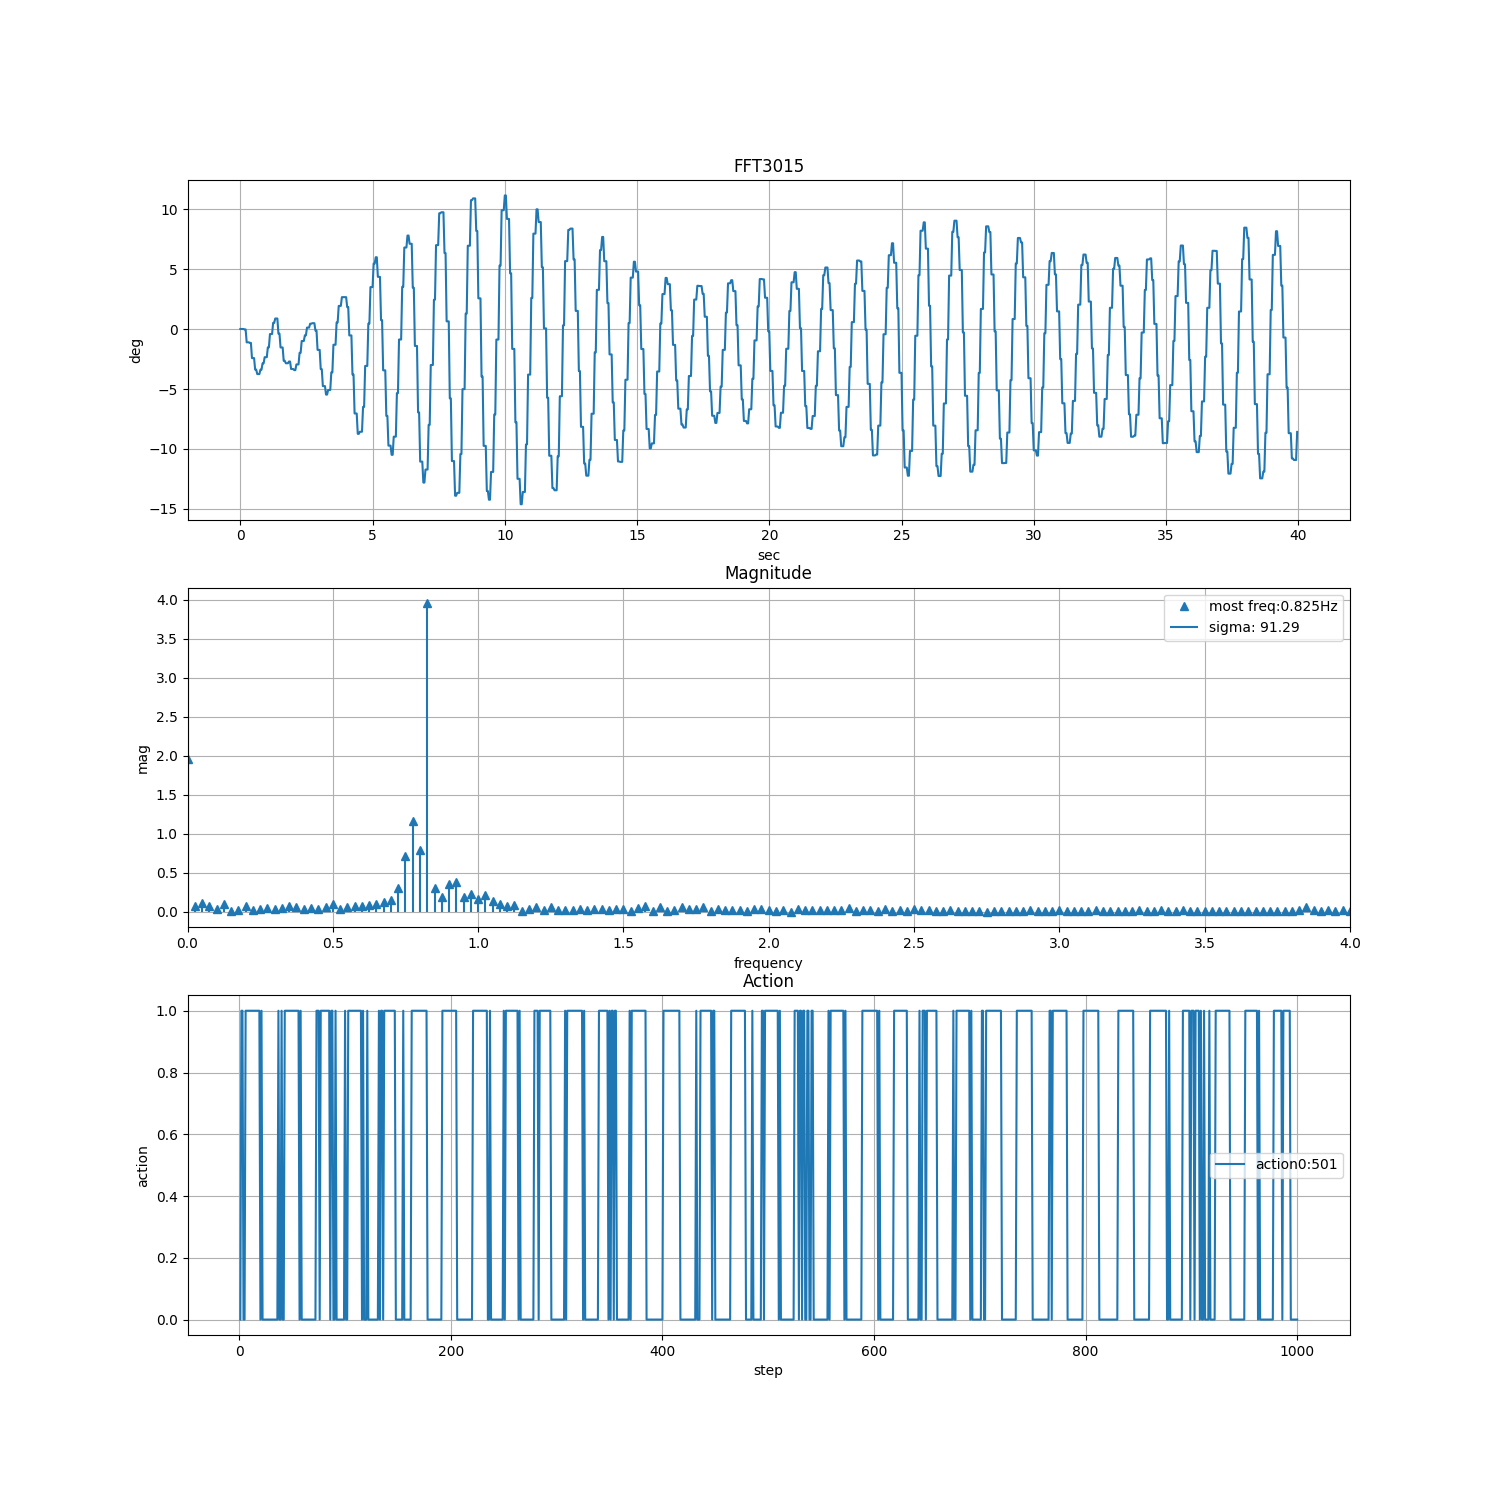 FFT3015
10
5
0
−5
−10
−15
deg
0 5 10 15 20 25 30 35 40
sec
Magnitude
4.0
3.5
3.0
2.5
2.0
1.5
1.0
0.5
0.0
mag
most freq:0.825Hz
sigma: 91.29
0.0 0.5 1.0 1.5 2.0 2.5 3.0 3.5 4.0
frequency
Action
1.0
0.8
0.6
0.4
0.2
0.0
action
action0:501
0 200 400 600 800 1000
step